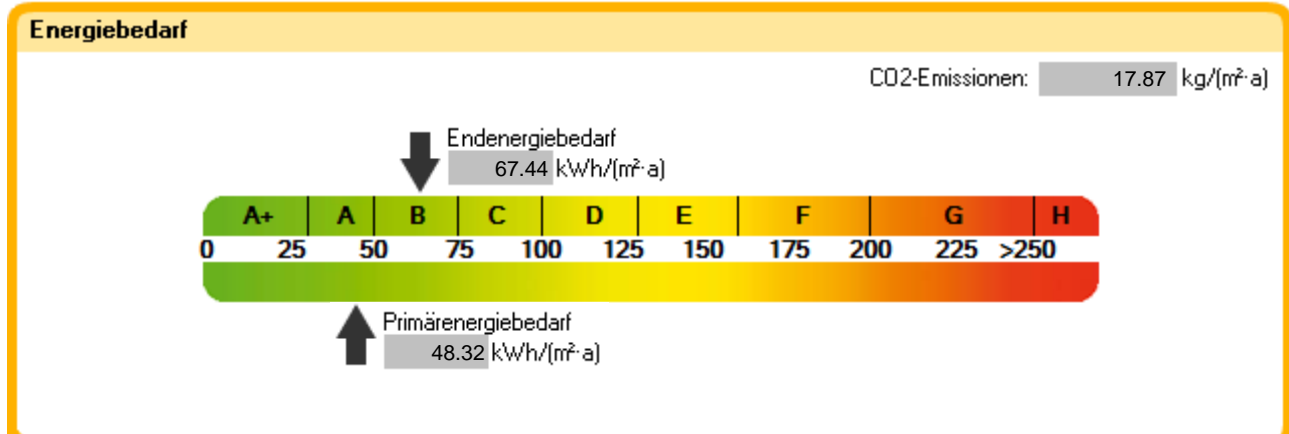 Energiebedarf
CO2-Emissionen: 17.87 kg/(m²·a)
Endenergiebedarf
67.44 kWh/(m²·a)
A+ A B C D E F G H
0 25 50 75 100 125 150 175 200 225 >250
Primärenergiebedarf
48.32 kWh/(m²·a)